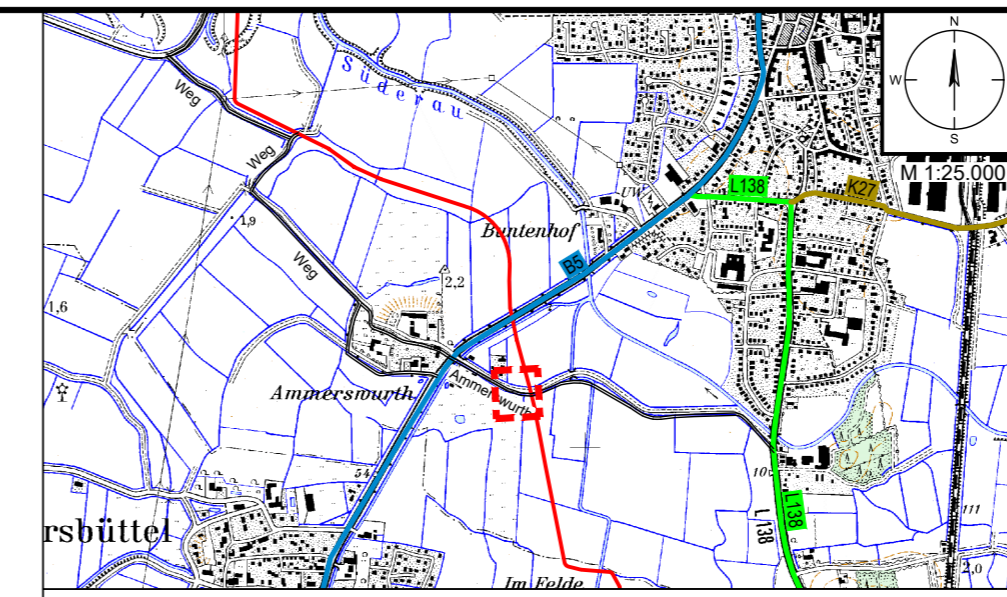 N
W
S
M 1:25.000
Süderau
Weg
Weg
Weg
UW
L138
K27
Buntenhof
B5
1,9
2,2
1,6
Ammerswurth
Ammerswurth
54
L 138
L138
111
2,0
rsbüttel
Im Felde